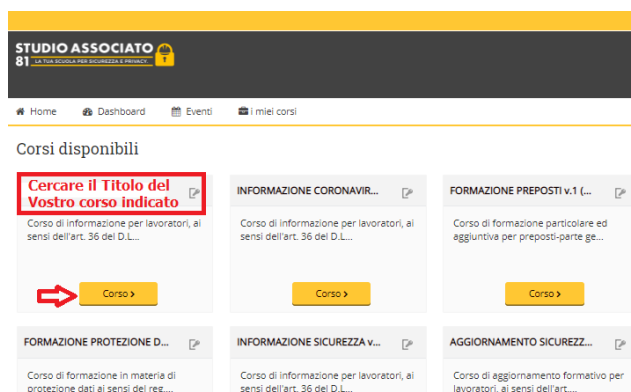 STUDIO ASSOCIATO
81 LA TUA SCUOLA PER SICUREZZA E PRIVACY.
Home Dashboard Eventi I miei corsi
Corsi disponibili
Cercare il Titolo del
Vostro corso indicato
Corso di informazione per lavoratori, ai
sensi dell'art. 36 del D.L...
Corso
INFORMAZIONE CORONAVIR...
Corso di informazione per lavoratori, ai
sensi dell'art. 36 del D.L...
Corso
FORMAZIONE PREPOSTI v.1 (...
Corso di formazione particolare ed
aggiuntiva per preposti-parte ge...
Corso
FORMAZIONE PROTEZIONE D...
Corso di formazione in materia di
protezione dati ai sensi del reg....
INFORMAZIONE SICUREZZA v...
Corso di informazione per lavoratori, ai
sensi dell'art. 36 del D.L...
AGGIORNAMENTO SICUREZZ...
Corso di aggiornamento formativo per
lavoratori, ai sensi dell'art....